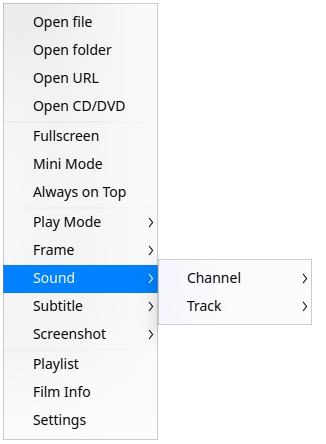 Open file
Open folder
Open URL
Open CD/DVD
Fullscreen
Mini Mode
Always on Top
Play Mode
Frame
Sound
Channel
Subtitle
Track
Screenshot
Playlist
Film Info
Settings